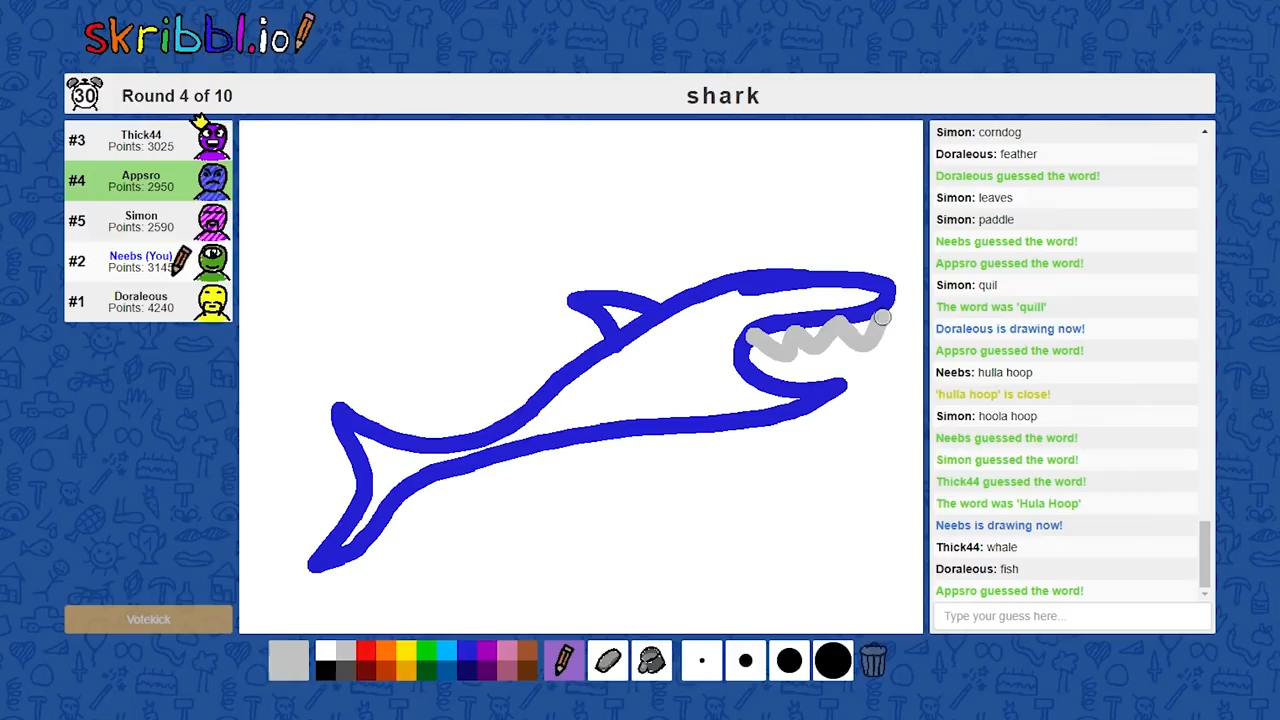 skribbl.io
30
Round 4 of 10
shark
#3
Thick44
Points: 3025
#4
Appsro
Points: 2950
#5
Simon
Points: 2590
#2
Neebs (You)
Points: 3145
#1
Doraleous
Points: 4240
Votekick
Simon: corndog
Doraleous: feather
Doraleous guessed the word!
Simon: leaves
Simon: paddle
Neebs guessed the word!
Appsro guessed the word!
Simon: quil
The word was 'quill'
Doraleous is drawing now!
Appsro guessed the word!
Neebs: hulla hoop
'hulla hoop' is close!
Simon: hoola hoop
Neebs guessed the word!
Simon guessed the word!
Thick44 guessed the word!
The word was 'Hula Hoop'
Neebs is drawing now!
Thick44: whale
Doraleous: fish
Appsro guessed the word!
Type your guess here...